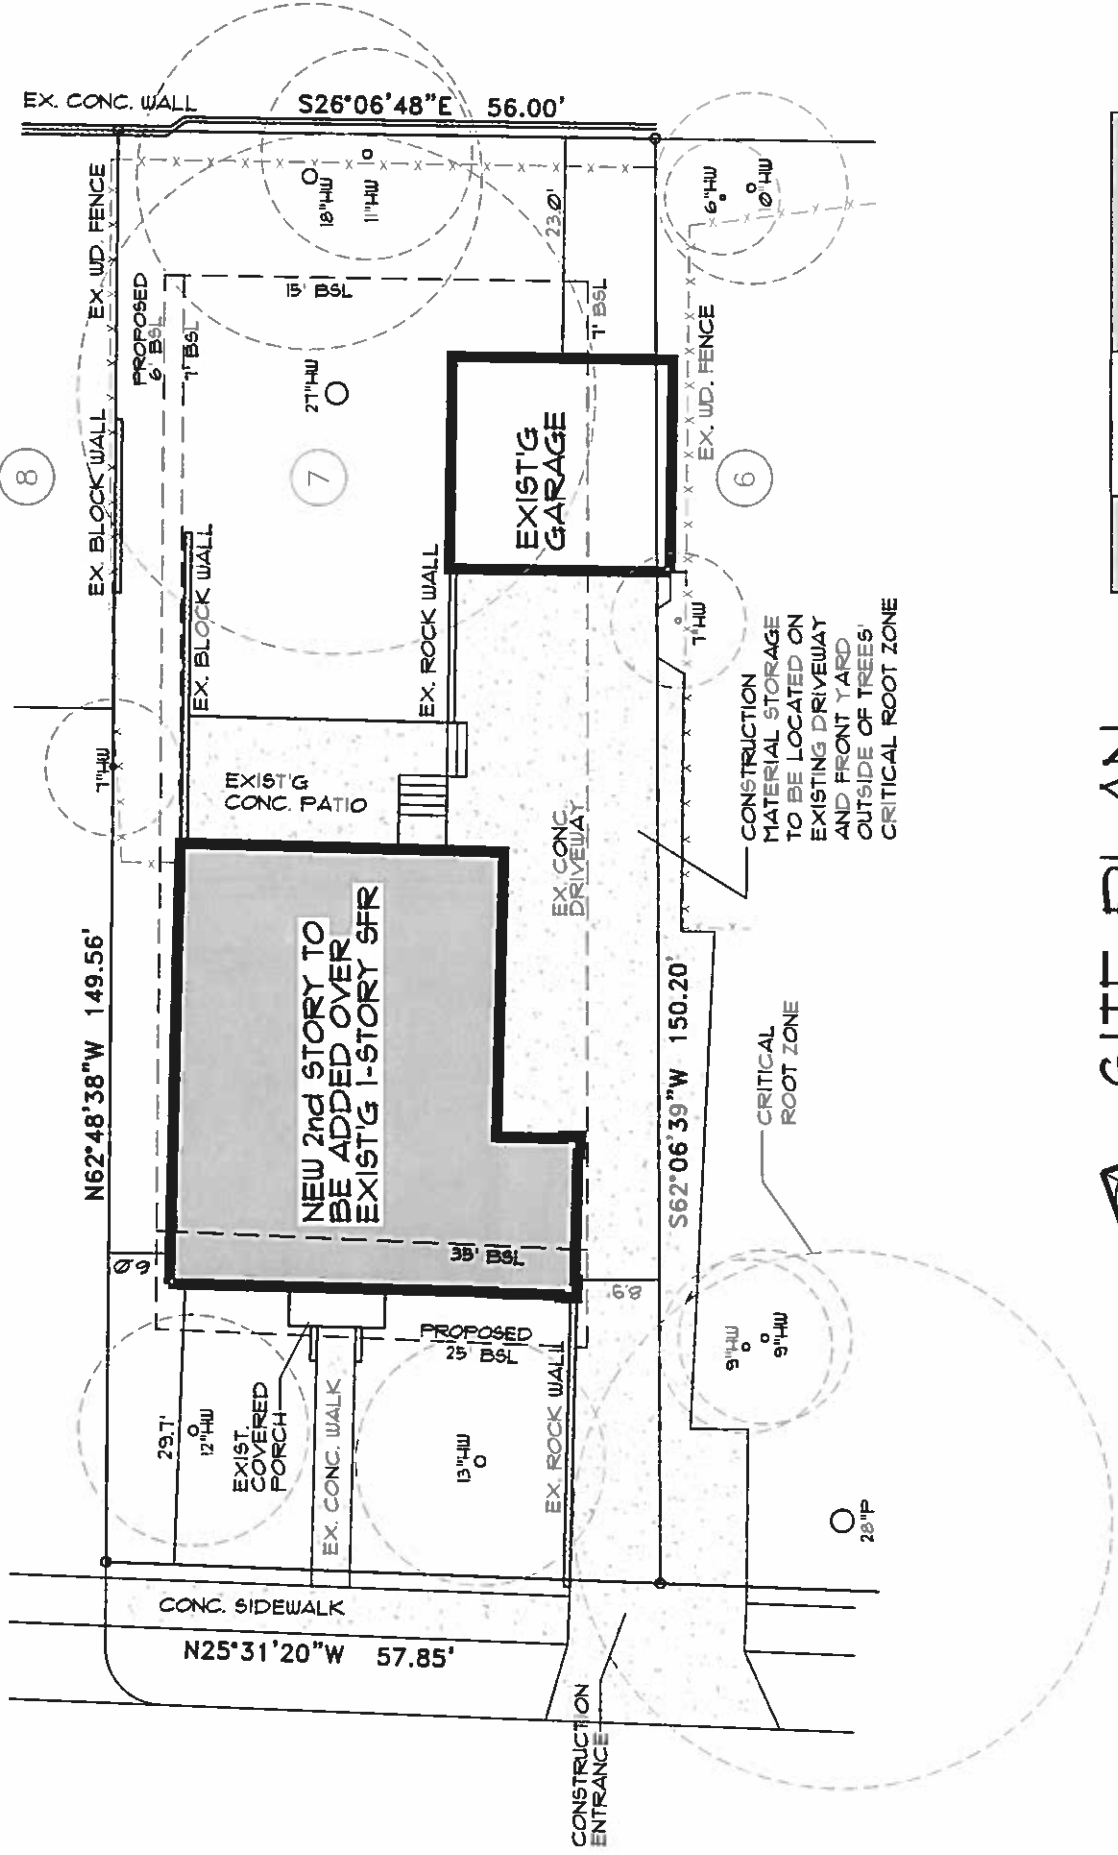 EX. CONC. WALL
S26°06'48"E 56.00'
EX. WD. FENCE
18"HW
11"HW
23.0'
6"HW
10"HW
PROPOSED
6' BSL
7' BSL
15' BSL
7' BSL
EX. WD. FENCE
27"HW
8
EX. BLOCK WALL
7
EXIST'G
GARAGE
6
EX. BLOCK WALL
EX. ROCK WALL
7"HW
7"HW
EXIST'G
CONC. PATIO
EX. CONC.
DRIVEWAY
CONSTRUCTION
MATERIAL STORAGE
TO BE LOCATED ON
EXISTING DRIVEWAY
AND FRONT YARD
OUTSIDE OF TREES'
CRITICAL ROOT ZONE
N62°48'38"W 149.56'
NEW 2nd STORY TO
BE ADDED OVER
EXIST'G 1-STORY SFR
S62°06'39"W 150.20'
CRITICAL
ROOT ZONE
6.0
35' BSL
8.9
PROPOSED
25' BSL
9"HW
9"HW
29.7'
12"HW
EXIST.
COVERED
PORCH
EX. CONC. WALK
13"HW
EX. ROCK WALL
28"P
CONC. SIDEWALK
N25°31'20"W 57.85'
CONSTRUCTION
ENTRANCE
SITE PLAN